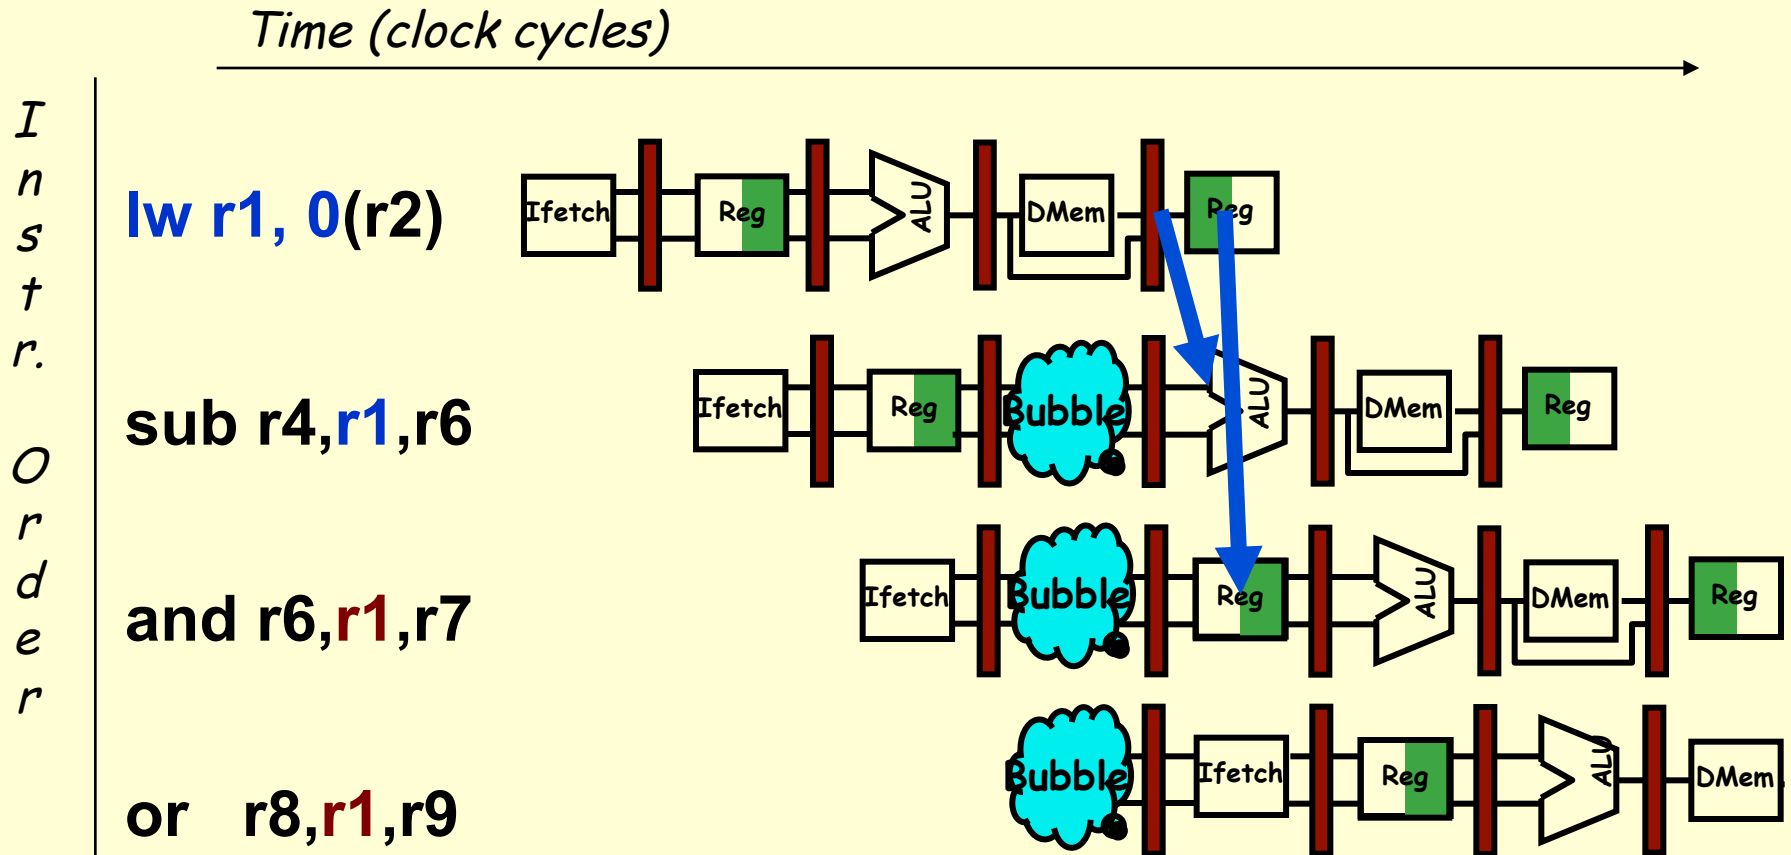 Time (clock cycles)
Instr. Order
lw r1, 0(r2)
Ifetch Reg ALU DMem Reg
sub r4,r1,r6
Ifetch Reg Bubble ALU DMem Reg
and r6,r1,r7
Ifetch Bubble Reg ALU DMem Reg
or r8,r1,r9
Bubble Ifetch Reg ALU DMem